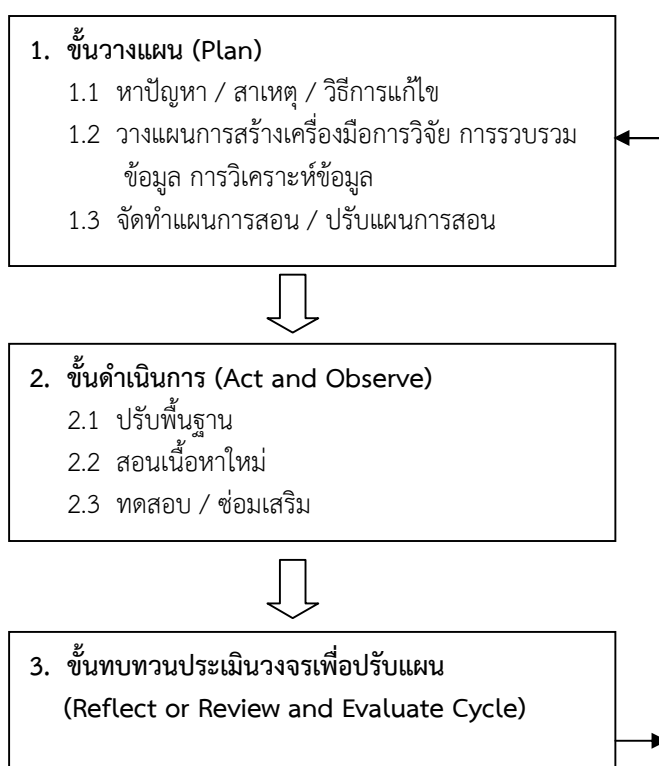 1. ขั้นวางแผน (Plan)
1.1 หาปัญหา / สาเหตุ / วิธีการแก้ไข
1.2 วางแผนการสร้างเครื่องมือการวิจัย การรวบรวม
ข้อมูล การวิเคราะห์ข้อมูล
1.3 จัดทำแผนการสอน / ปรับแผนการสอน
2. ขั้นดำเนินการ (Act and Observe)
2.1 ปรับพื้นฐาน
2.2 สอนเนื้อหาใหม่
2.3 ทดสอบ / ซ่อมเสริม
3. ขั้นทบทวนประเมินวงจรเพื่อปรับแผน
(Reflect or Review and Evaluate Cycle)